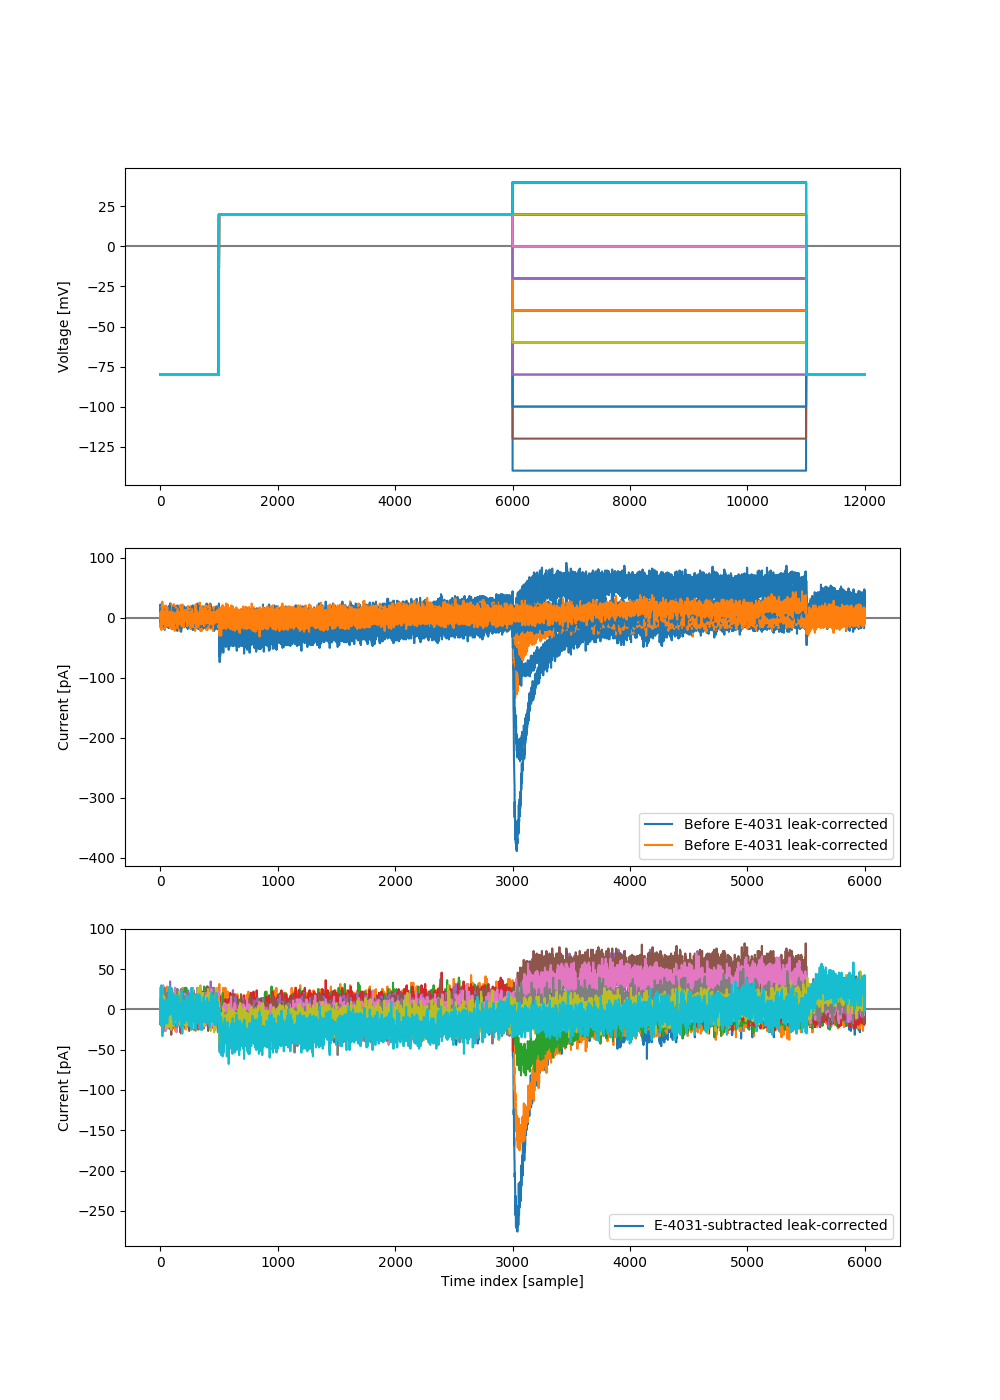 25
0
−25
−50
−75
−100
−125
Voltage [mV]
0 2000 4000 6000 8000 10000 12000
100
0
−100
−200
−300
−400
Current [pA]
Before E-4031 leak-corrected
Before E-4031 leak-corrected
0 1000 2000 3000 4000 5000 6000
100
50
0
−50
−100
−150
−200
−250
Current [pA]
E-4031-subtracted leak-corrected
0 1000 2000 3000 4000 5000 6000
Time index [sample]